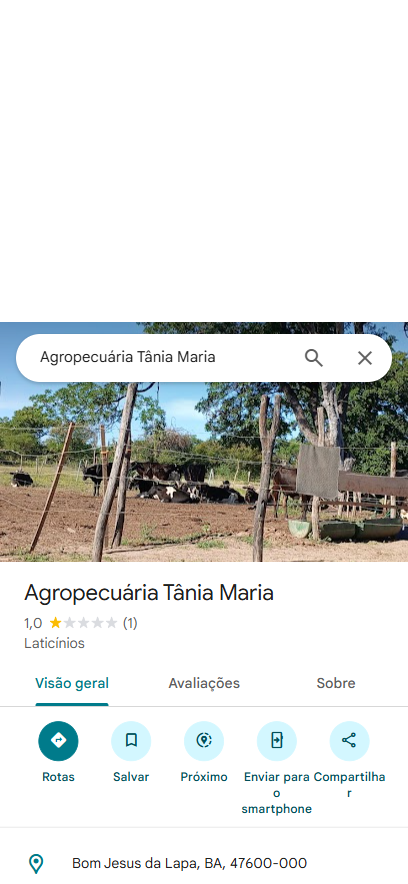 Agropecuária Tânia Maria
Agropecuária Tânia Maria
1,0 (1)
Laticínios
Visão geral Avaliações Sobre
Rotas Salvar Próximo Enviar para o smartphone Compartilhar
Bom Jesus da Lapa, BA, 47600-000